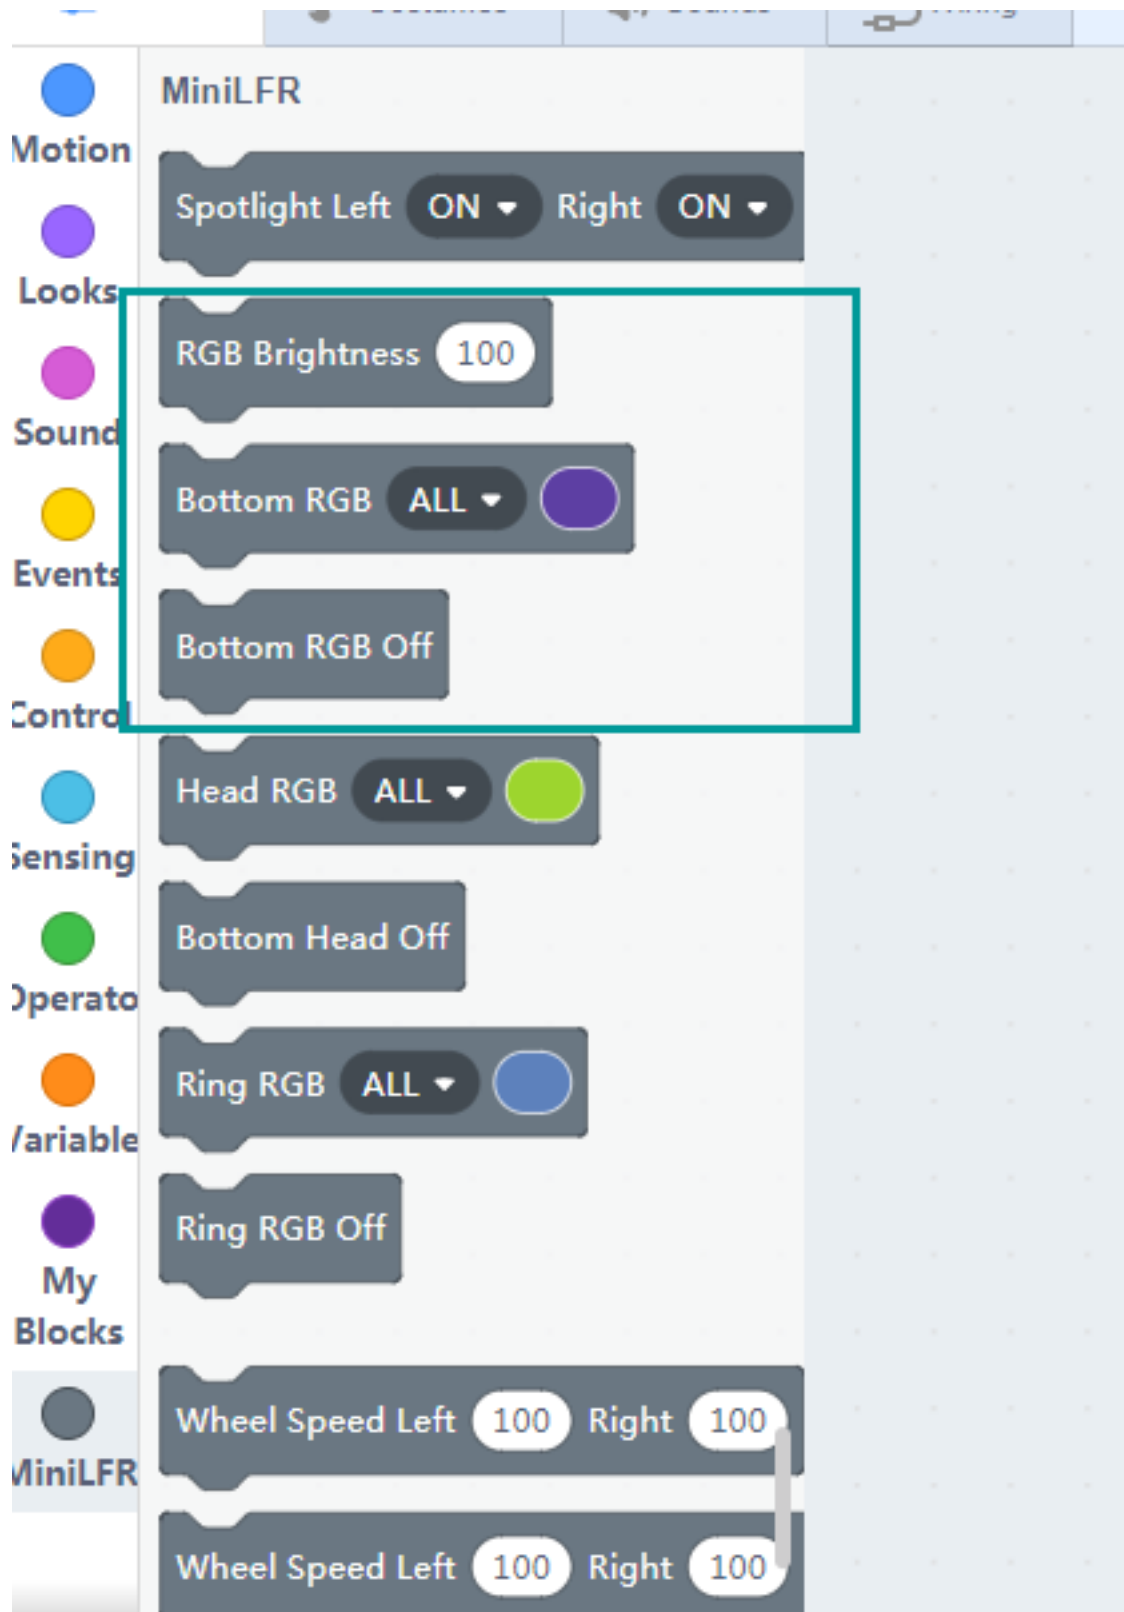 MiniLFR
Motion
Spotlight Left ON Right ON
Looks
RGB Brightness 100
Sound
Bottom RGB ALL
Events
Bottom RGB Off
Control
Head RGB ALL
Sensing
Bottom Head Off
Operato
Ring RGB ALL
Variable
Ring RGB Off
My
Blocks
Wheel Speed Left 100 Right 100
MiniLFR
Wheel Speed Left 100 Right 100